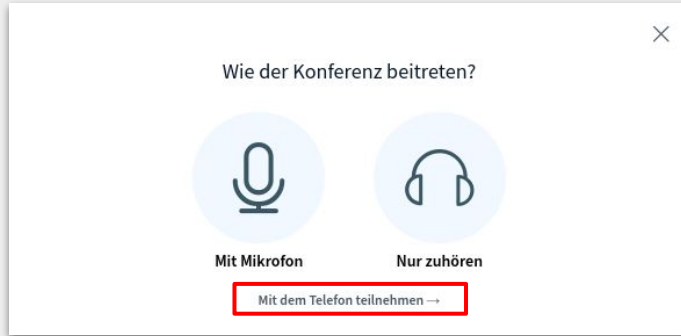 Wie der Konferenz beitreten?
Mit Mikrofon
Nur zuhören
Mit dem Telefon teilnehmen →